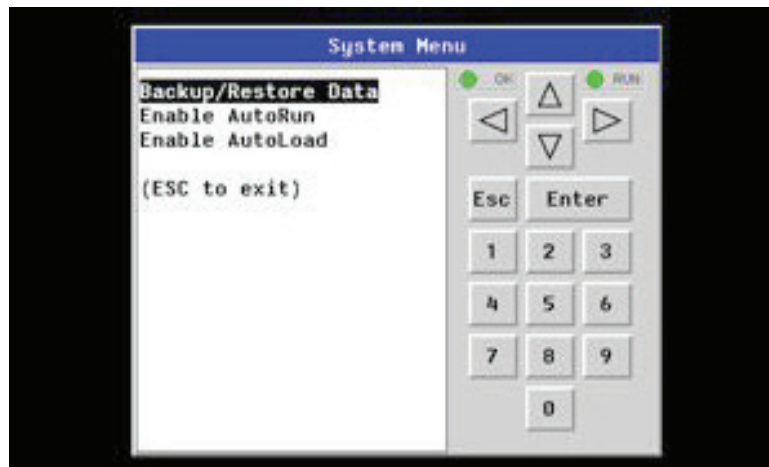 System Menu
Backup/Restore Data
Enable AutoRun
Enable AutoLoad
(ESC to exit)
OK
RUN
Esc
Enter
1 2 3
4 5 6
7 8 9
0